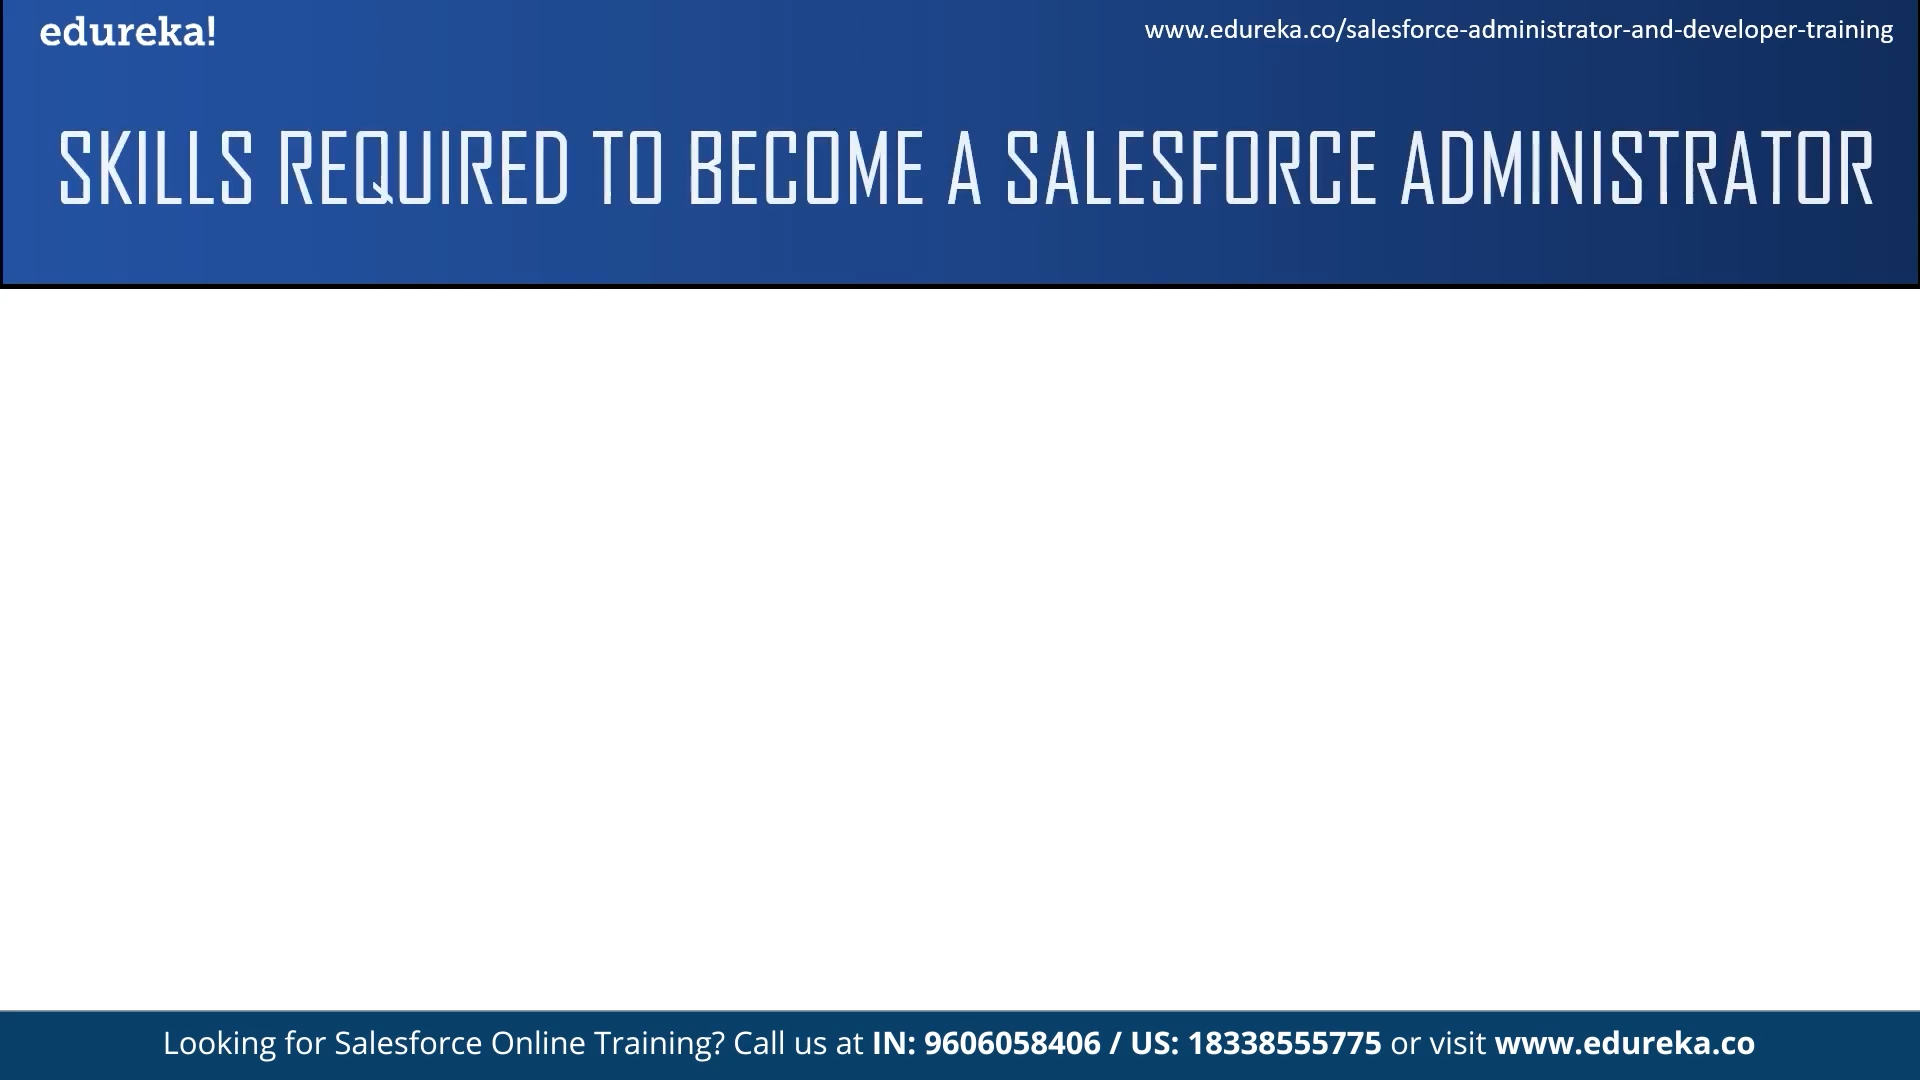 edureka!
www.edureka.co/salesforce-administrator-and-developer-training
SKILLS REQUIRED TO BECOME A SALESFORCE ADMINISTRATOR
Looking for Salesforce Online Training? Call us at IN: 9606058406 / US: 18338555775 or visit www.edureka.co